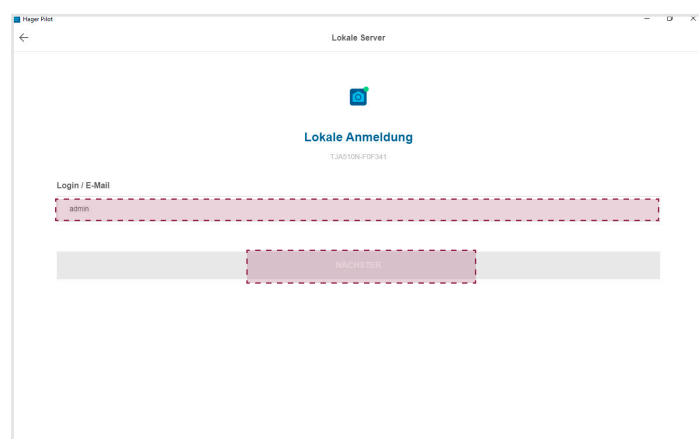 Hager Pilot
Lokale Server
Lokale Anmeldung
TJA510N-F0F341
Login / E-Mail
admin
NÄCHSTER